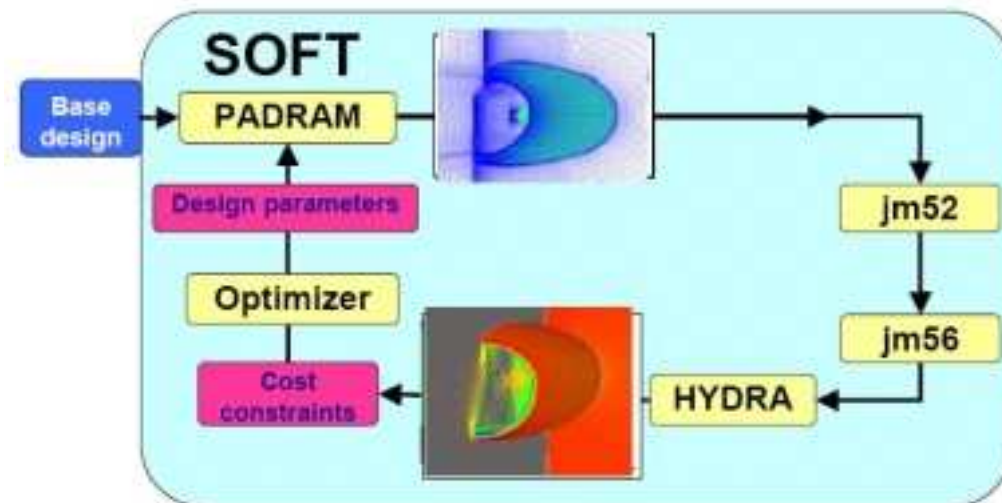 SOFT
Base
design
PADRAM
Design parameters
jm52
Optimizer
jm56
Cost
constraints
HYDRA